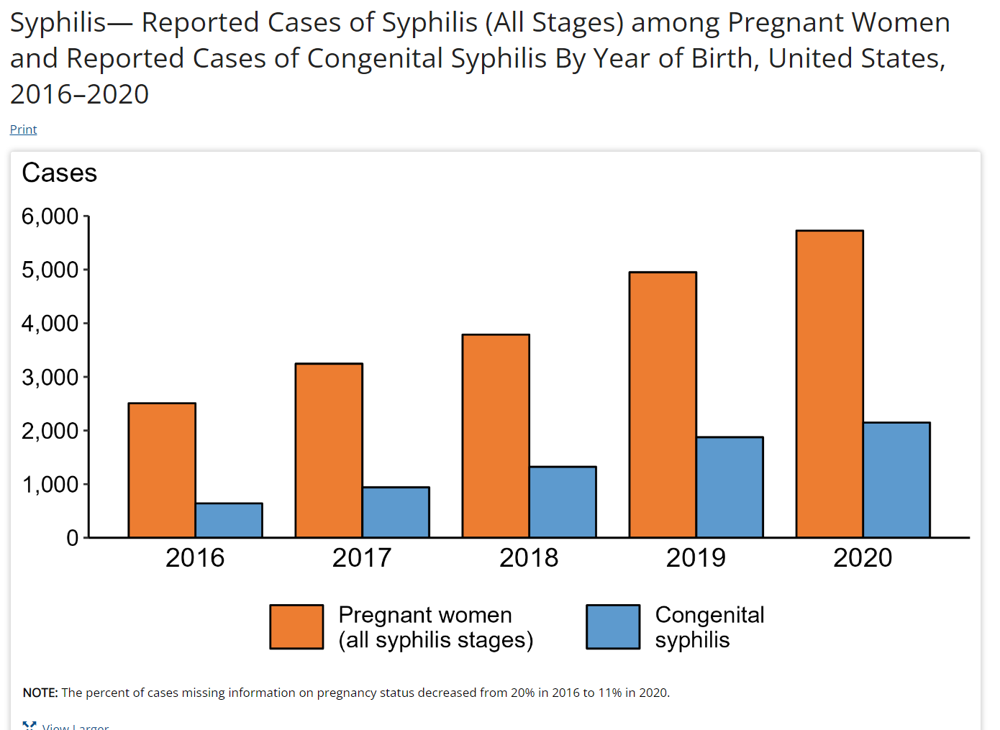 Syphilis— Reported Cases of Syphilis (All Stages) among Pregnant Women
and Reported Cases of Congenital Syphilis By Year of Birth, United States,
2016–2020
Print
Cases
6,000
5,000
4,000
3,000
2,000
1,000
0
2016 2017 2018 2019 2020
Pregnant women
(all syphilis stages)
Congenital
syphilis
NOTE: The percent of cases missing information on pregnancy status decreased from 20% in 2016 to 11% in 2020.
View Larger